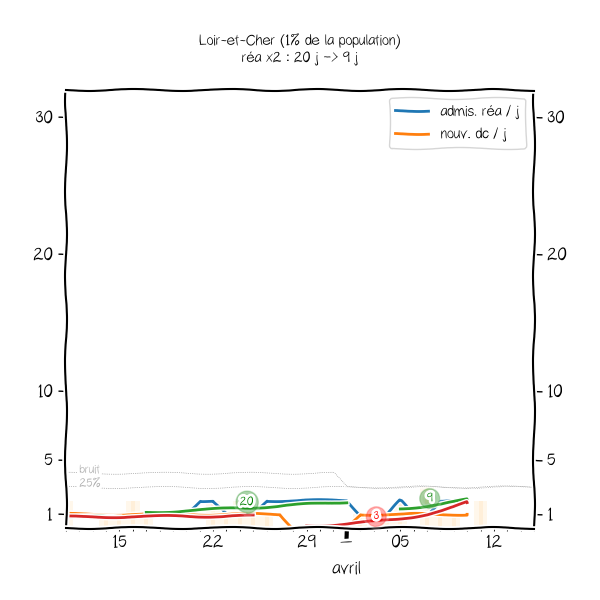 Loir-et-Cher (1% de la population)
réa x2 : 20 j -> 9 j
admis. réa / j
nouv. dc / j
30 30
20 20
10 10
5 5
bruit
25%
20 9
3
1 1
15 22 29 05 12
avril